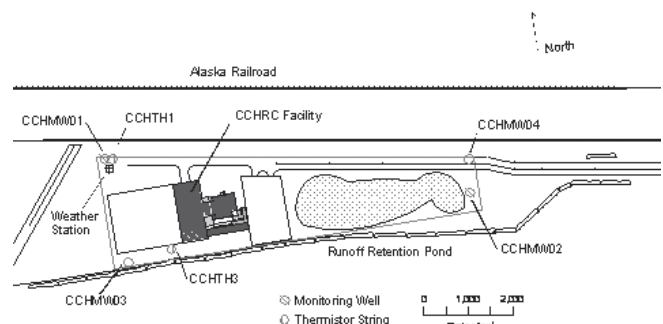 North
Alaska Railroad
CCHMW01
CCHTH1
CCHRC Facility
CCHMW04
Weather
Station
CCHMW02
Runoff Retention Pond
CCHTH3
CCHMW03
Monitoring Well
Thermistor String
0 1,000 2,000